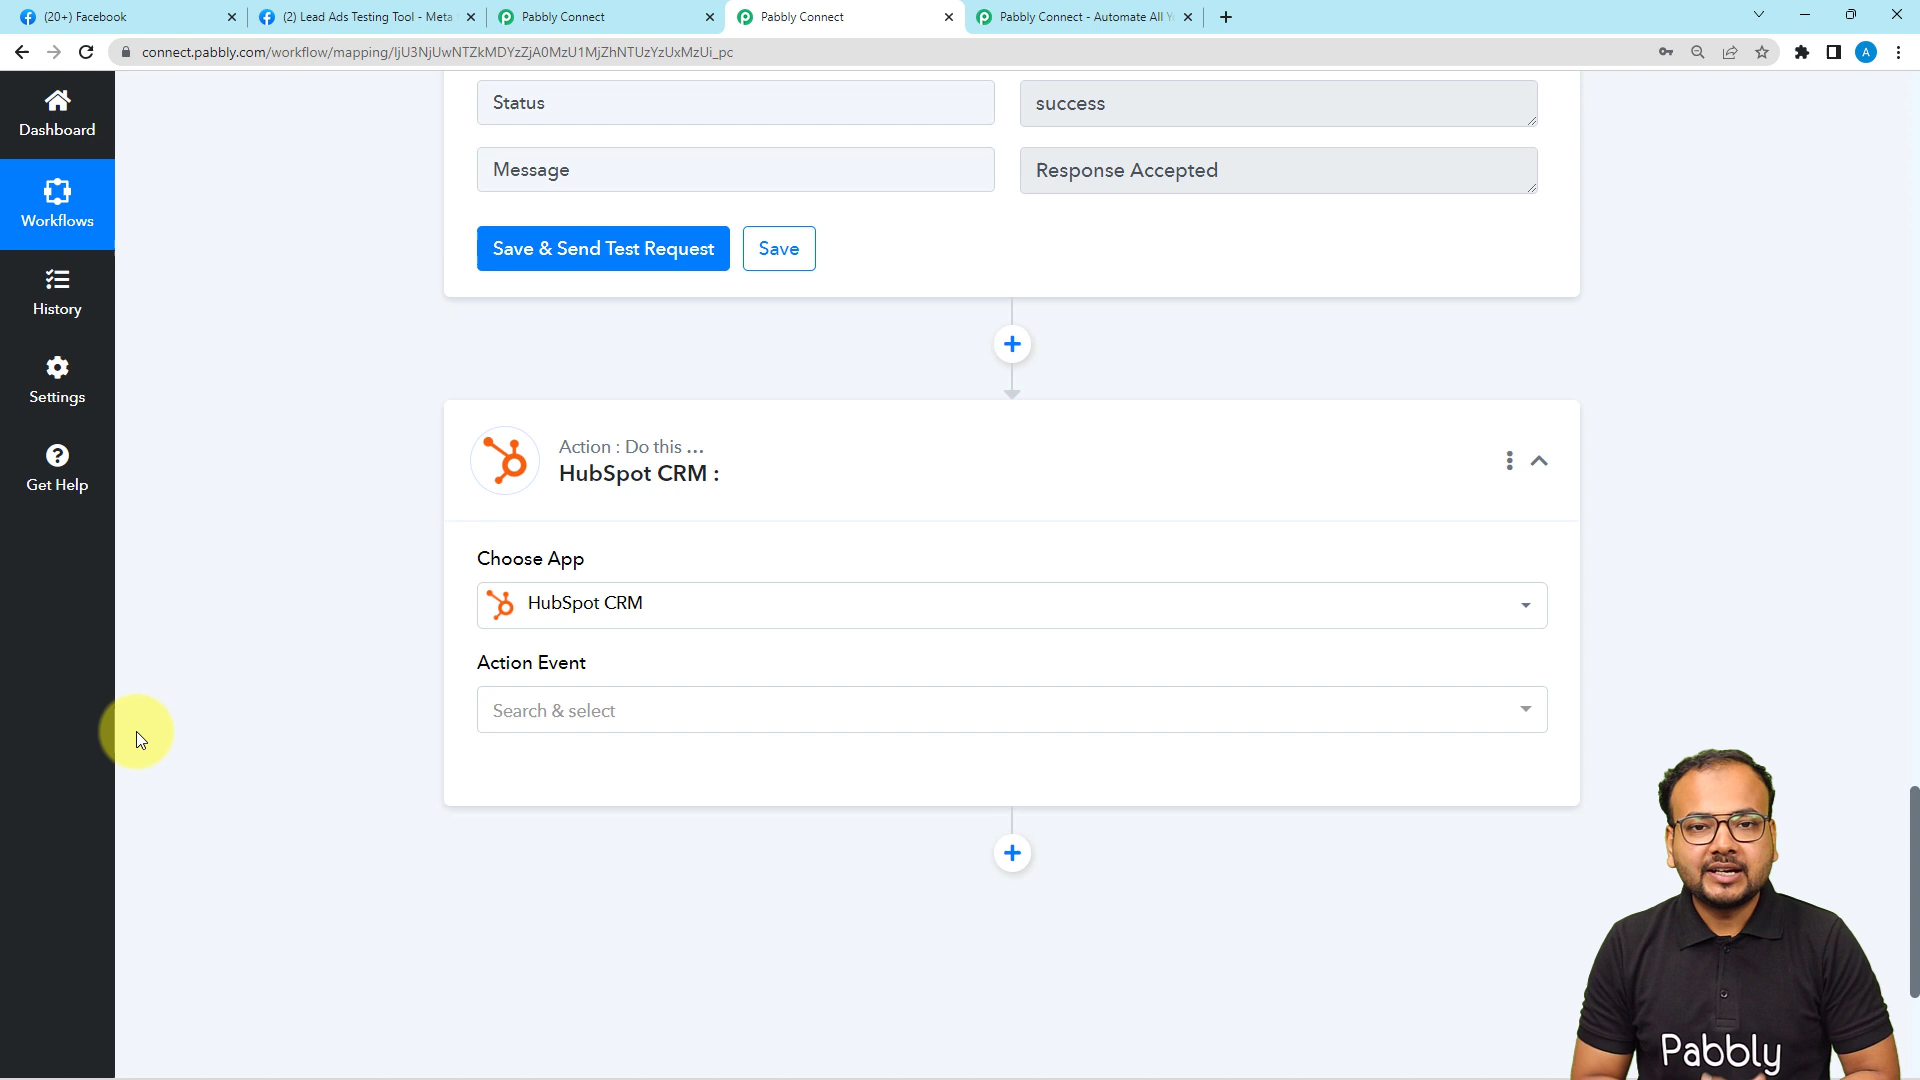 (20+) Facebook
(2) Lead Ads Testing Tool - Meta
Pabbly Connect
Pabbly Connect
Pabbly Connect - Automate All Y
connect.pabbly.com/workflow/mapping/IjU3NjUwNTZkMDYzZjA0MzU1MjZhNTUzYzUxMzUi_pc
A
Dashboard
Workflows
History
Settings
Get Help
Status
success
Message
Response Accepted
Save & Send Test Request
Save
Action : Do this ...
HubSpot CRM :
Choose App
HubSpot CRM
Action Event
Search & select
Pabbly